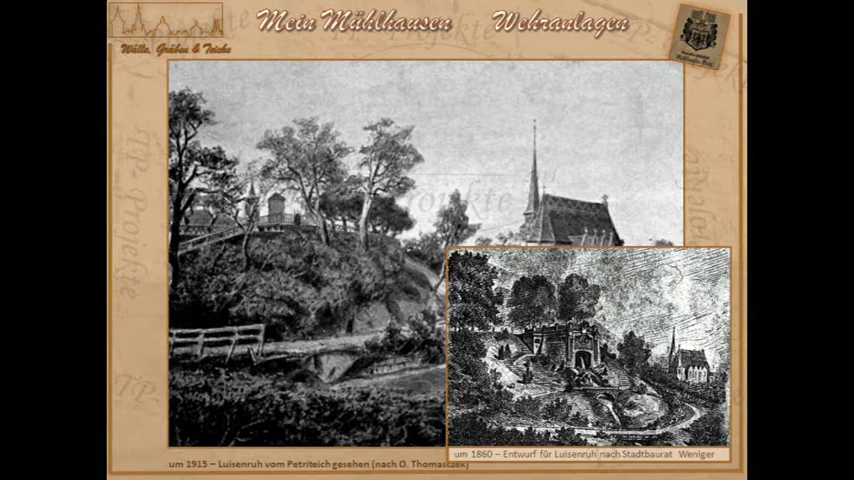 Mein Mühlhausen Wehranlagen
Wälle, Gräben & Teiche
TP. Projekte
um 1860 – Entwurf für Luisenruh nach Stadtbaurat Weniger
um 1915 – Luisenruh vom Petriteich gesehen (nach O. Thomasczek)